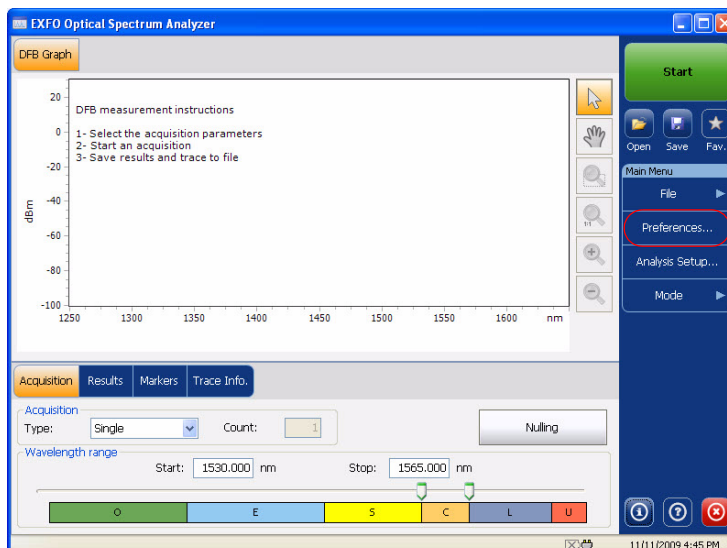 EXFO Optical Spectrum Analyzer
DFB Graph
DFB measurement instructions
1- Select the acquisition parameters
2- Start an acquisition
3- Save results and trace to file
20
0
-20
-40
-60
-80
-100
dBm
1250 1300 1350 1400 1450 1500 1550 1600 nm
1:1
Start
Open Save Fav.
Main Menu
File
Preferences...
Analysis Setup...
Mode
Acquisition Results Markers Trace Info.
Acquisition
Type: Single Count: 1
Nulling
Wavelength range
Start: 1530.000 nm Stop: 1565.000 nm
O E S C L U
11/11/2009 4:45 PM